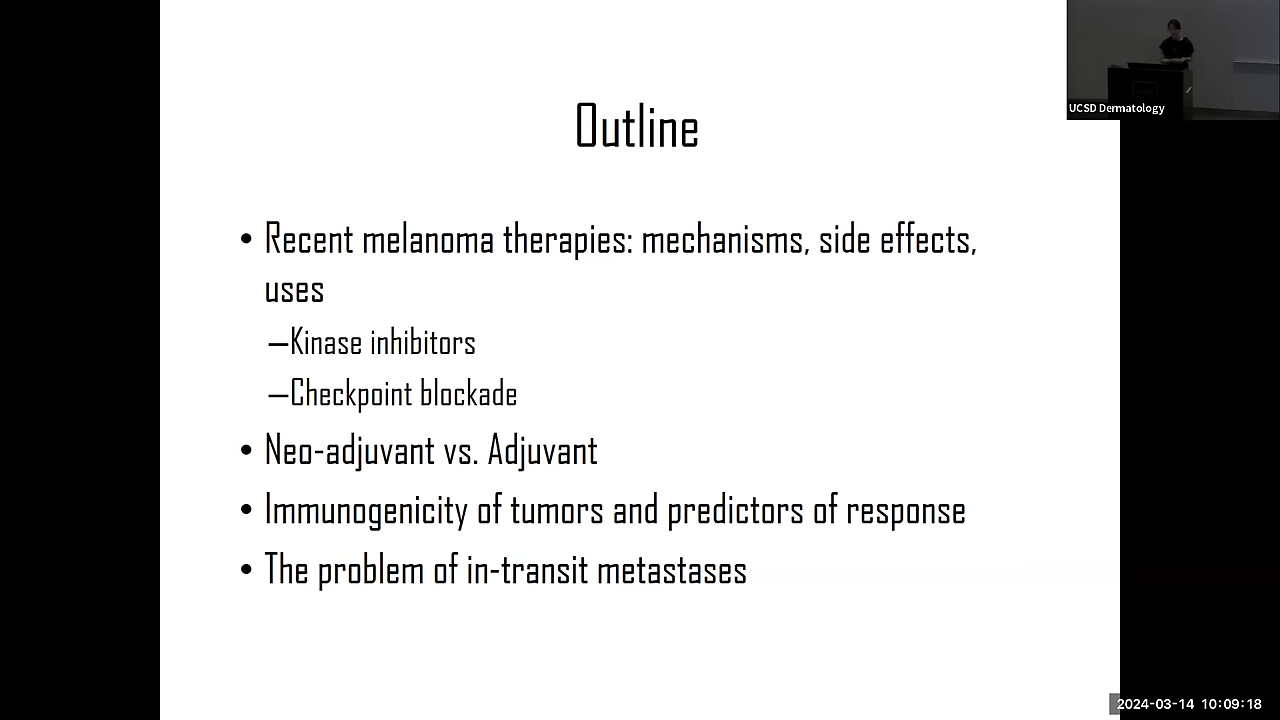 UCSD Dermatology
Outline
• Recent melanoma therapies: mechanisms, side effects,
uses
–Kinase inhibitors
–Checkpoint blockade
• Neo-adjuvant vs. Adjuvant
• Immunogenicity of tumors and predictors of response
• The problem of in-transit metastases
2024-03-14 10:09:18